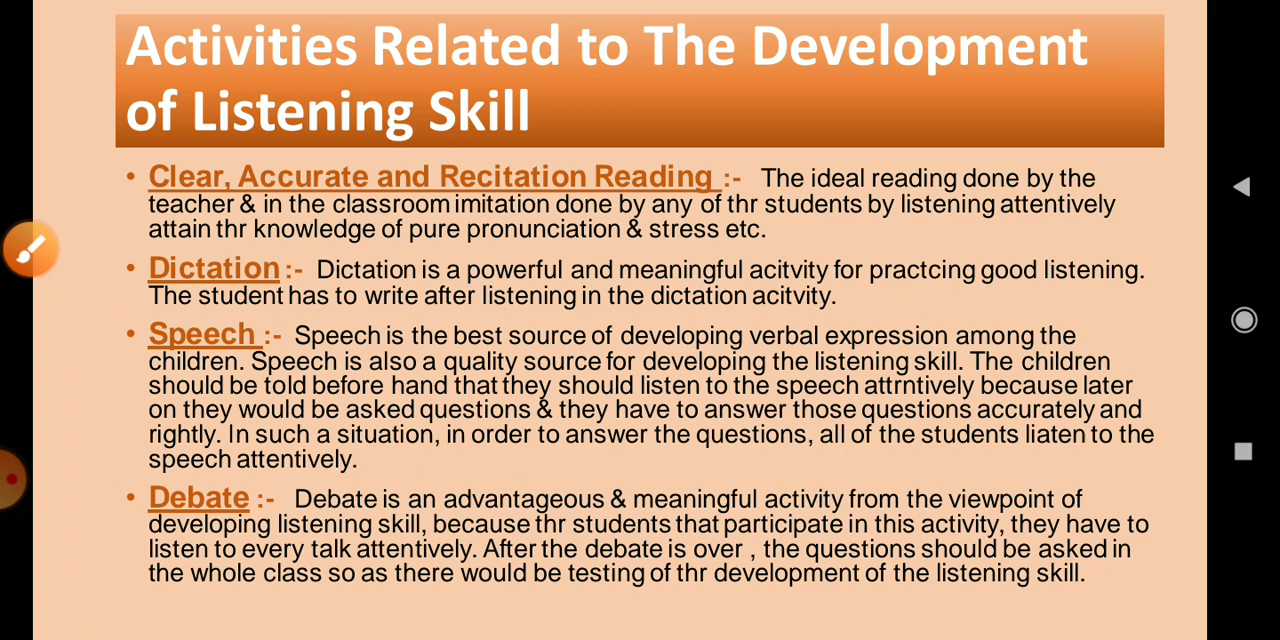 Activities Related to The Development
of Listening Skill
• Clear, Accurate and Recitation Reading :- The ideal reading done by the
teacher & in the classroom imitation done by any of thr students by listening attentively
attain thr knowledge of pure pronunciation & stress etc.
• Dictation :- Dictation is a powerful and meaningful acitvity for practcing good listening.
The student has to write after listening in the dictation acitvity.
• Speech :- Speech is the best source of developing verbal expression among the
children. Speech is also a quality source for developing the listening skill. The children
should be told before hand that they should listen to the speech attrntively because later
on they would be asked questions & they have to answer those questions accurately and
rightly. In such a situation, in order to answer the questions, all of the students liaten to the
speech attentively.
• Debate :- Debate is an advantageous & meaningful activity from the viewpoint of
developing listening skill, because thr students that participate in this activity, they have to
listen to every talk attentively. After the debate is over , the questions should be asked in
the whole class so as there would be testing of thr development of the listening skill.